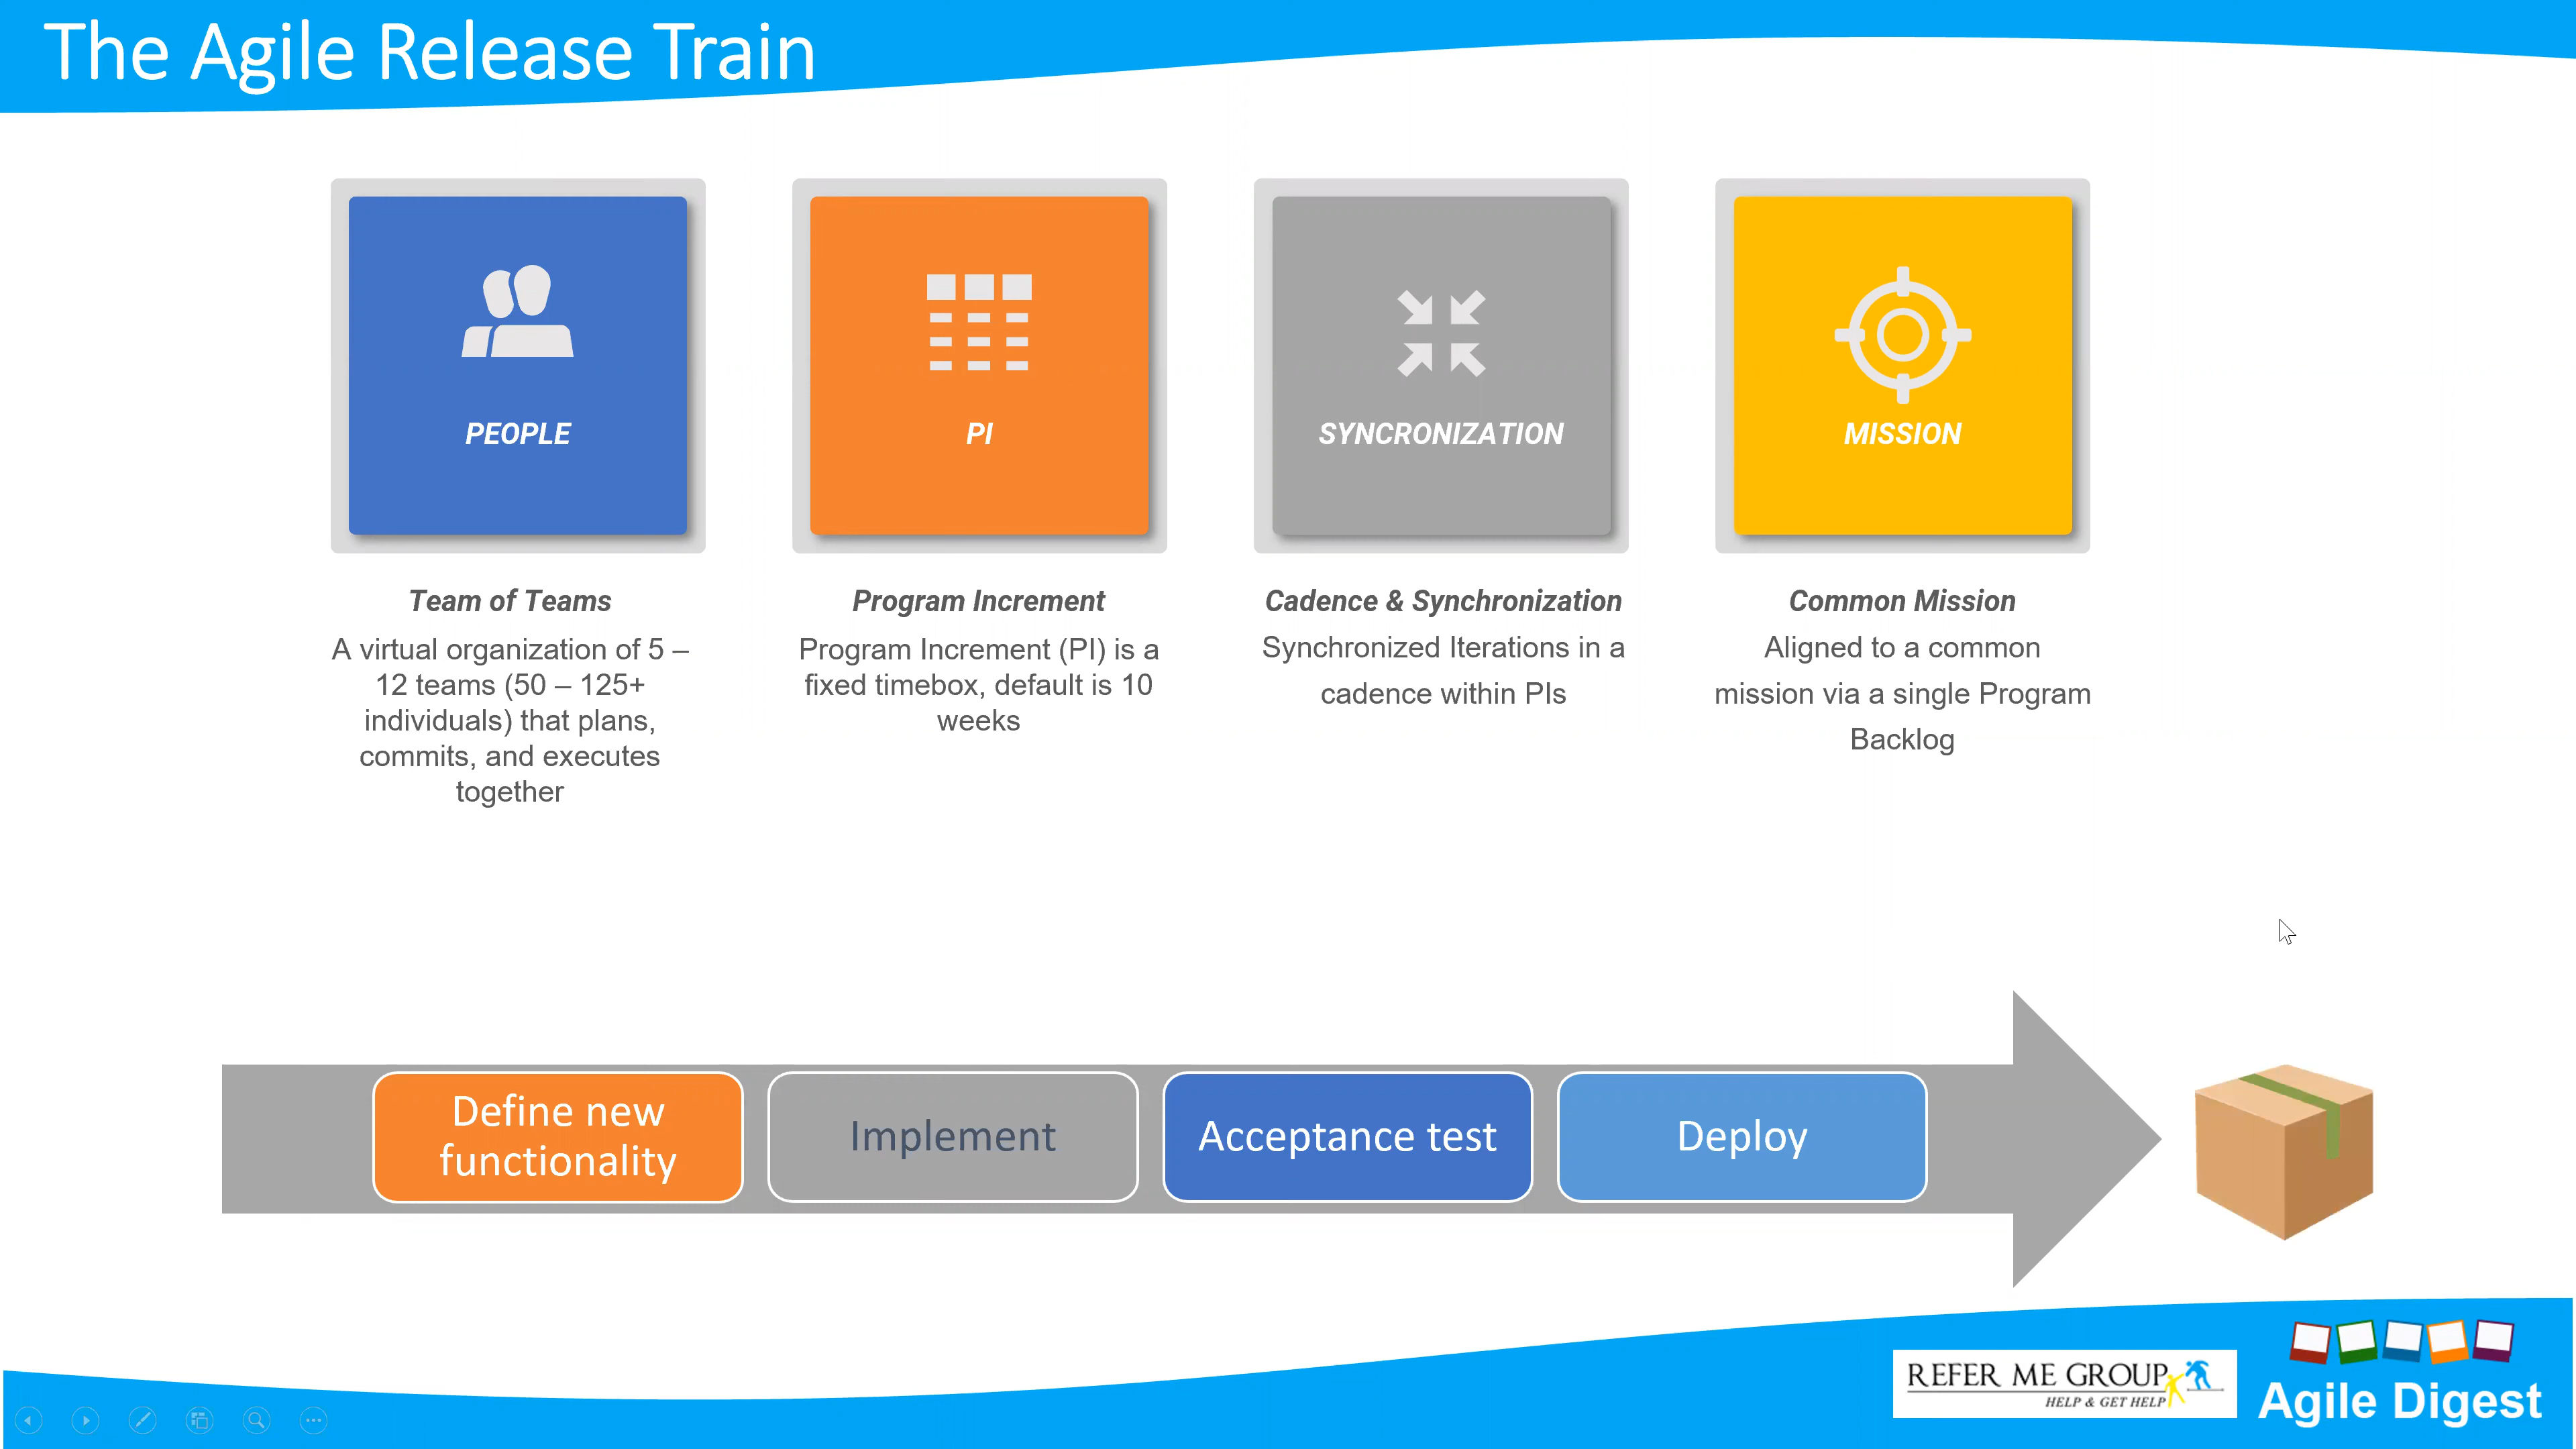 The Agile Release Train
PEOPLE
PI
SYNCRONIZATION
MISSION
Team of Teams
A virtual organization of 5 –
12 teams (50 – 125+
individuals) that plans,
commits, and executes
together
Program Increment
Program Increment (PI) is a
fixed timebox, default is 10
weeks
Cadence & Synchronization
Synchronized Iterations in a
cadence within PIs
Common Mission
Aligned to a common
mission via a single Program
Backlog
Define new
functionality
Implement
Acceptance test
Deploy
REFER ME GROUP
HELP & GET HELP
Agile Digest